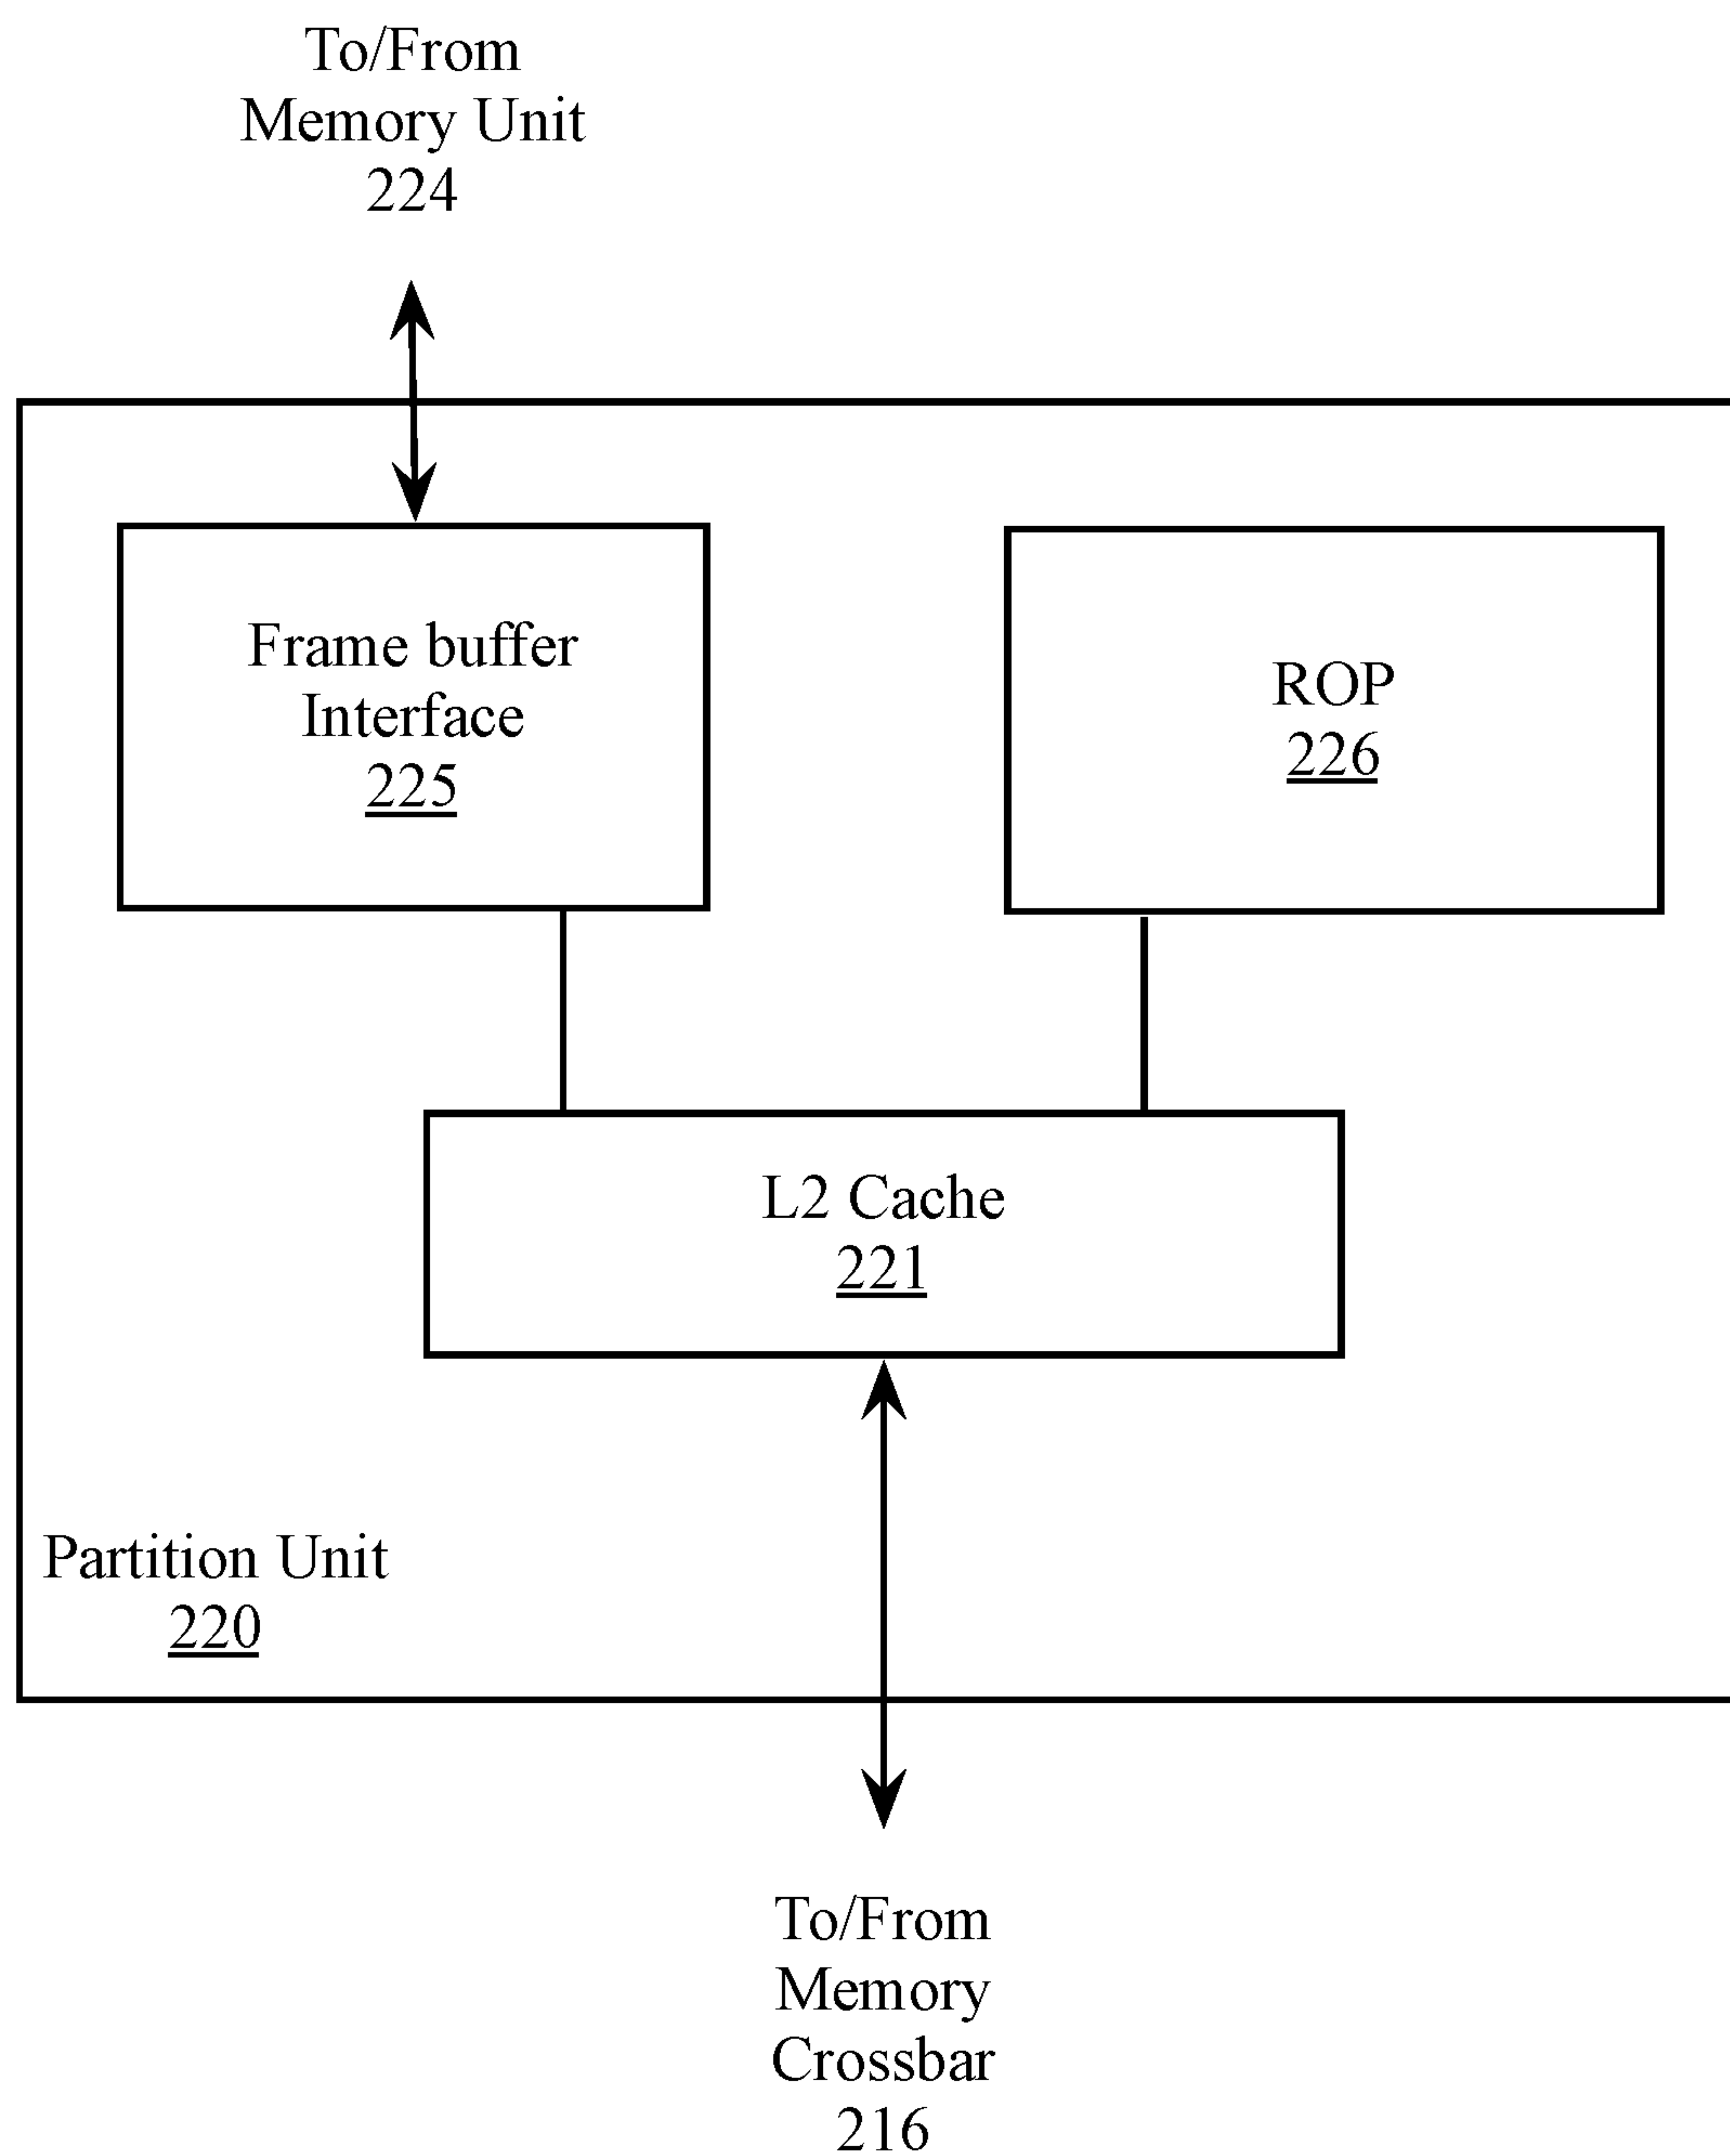 To/From
Memory Unit
224
Frame buffer
Interface
225
ROP
226
L2 Cache
221
Partition Unit
220
To/From
Memory
Crossbar
216